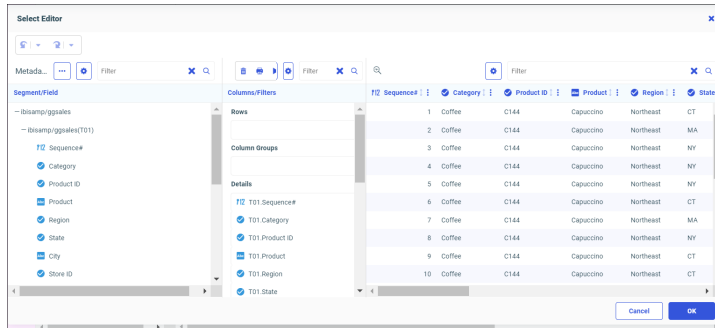 Select Editor
Metada... Filter Filter Filter
Segment/Field Columns/Filters Sequence# Category Product ID Product Region State
– ibisamp/ggsales
– ibisamp/ggsales(T01)
Sequence#
Category
Product ID
Product
Region
State
City
Store ID
Rows
Column Groups
Details
T01.Sequence#
T01.Category
T01.Product ID
T01.Product
T01.Region
T01.State
1 Coffee C144 Capuccino Northeast CT
2 Coffee C144 Capuccino Northeast MA
3 Coffee C144 Capuccino Northeast NY
4 Coffee C144 Capuccino Northeast NY
5 Coffee C144 Capuccino Northeast NY
6 Coffee C144 Capuccino Northeast CT
7 Coffee C144 Capuccino Northeast MA
8 Coffee C144 Capuccino Northeast NY
9 Coffee C144 Capuccino Northeast CT
10 Coffee C144 Capuccino Northeast CT
Cancel OK